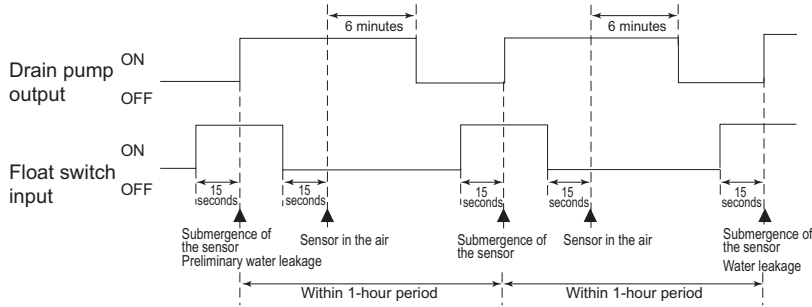 6 minutes
6 minutes
Drain pump
output
ON
OFF
Float switch
input
ON
OFF
15
seconds
15
seconds
15
seconds
15
seconds
15
seconds
Submergence of
the sensor
Preliminary water leakage
Sensor in the air
Submergence of
the sensor
Sensor in the air
Submergence of
the sensor
Water leakage
Within 1-hour period
Within 1-hour period